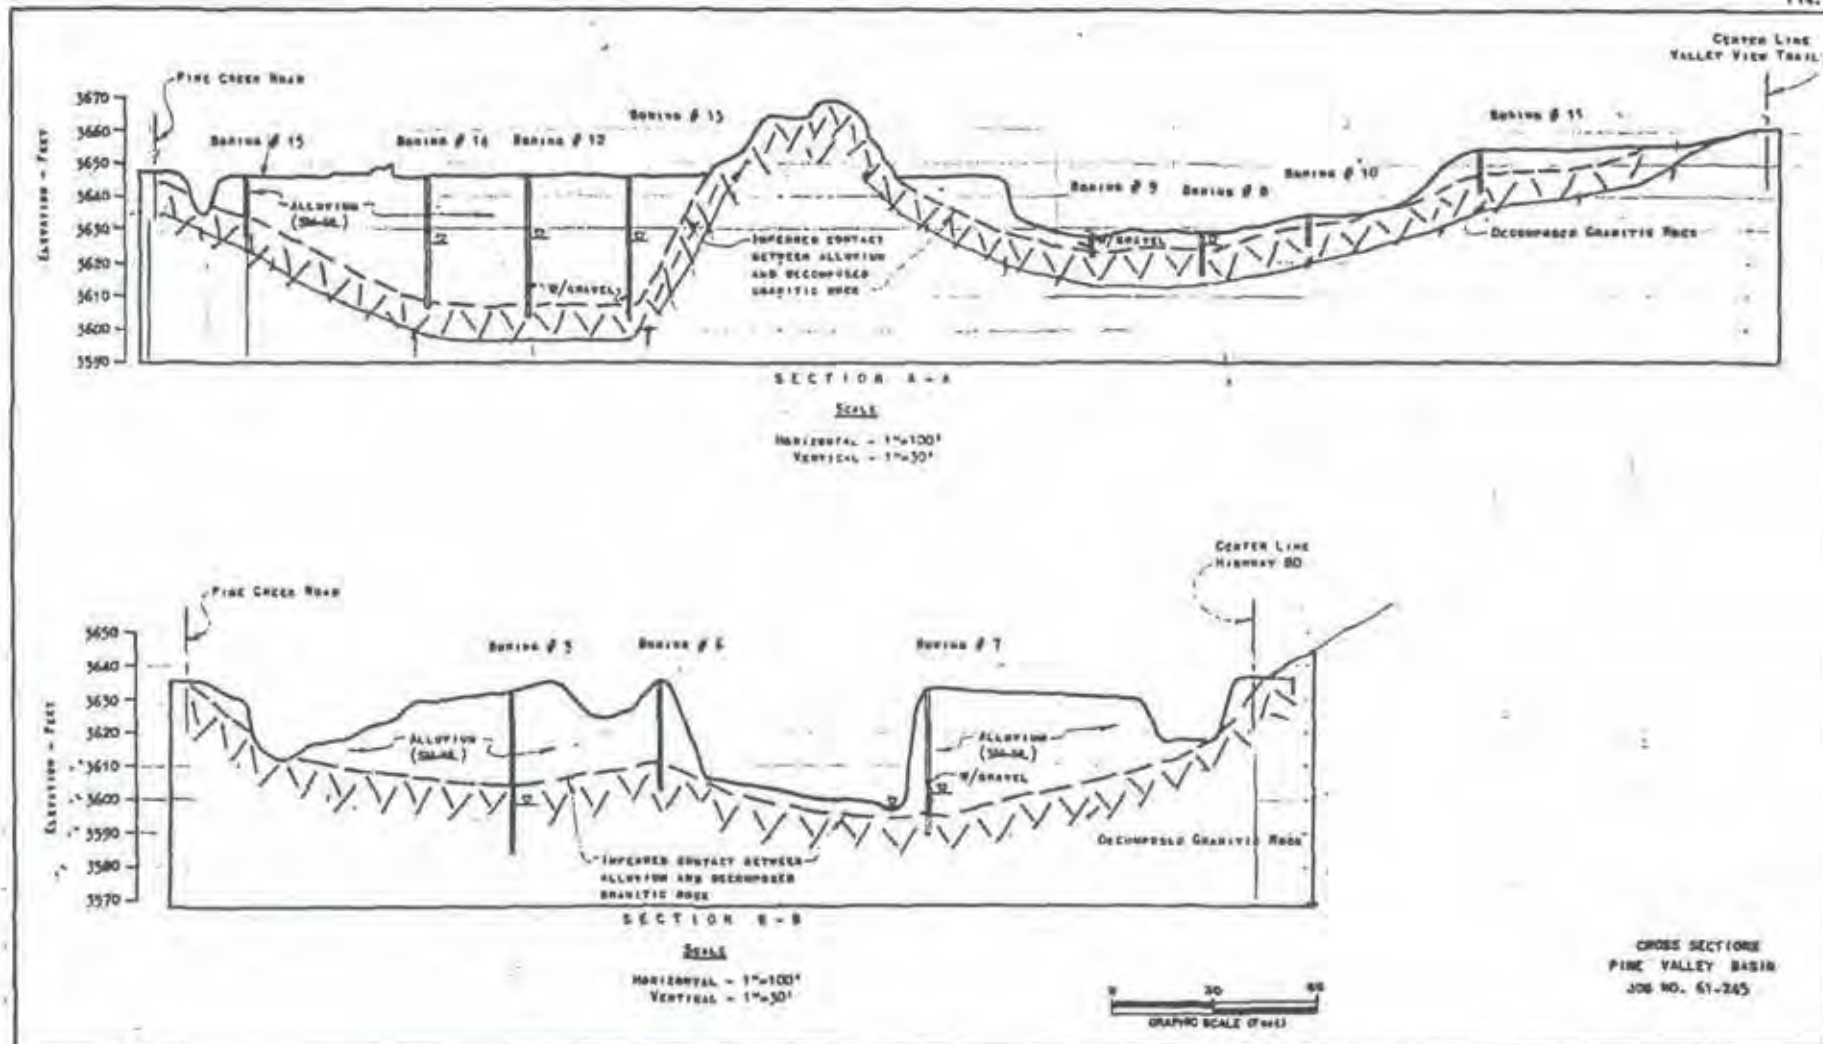 CENTER LINE
VALLEY VIEW TRAIL
PINE CREEK ROAD
ELEVATION - FEET
3670
3660
3650
3640
3630
3620
3610
3600
3590
BORING # 15
BORING # 14
BORING # 12
BORING # 13
BORING # 9
BORING # 8
BORING # 10
BORING # 11
ALLUVIUM
(SM-ML)
W/GRAVEL
INFERRED CONTACT
BETWEEN ALLUVIUM
AND DECOMPOSED
GRANITIC ROCK
W/GRAVEL
DECOMPOSED GRANITIC ROCK
SECTION A-A
SCALE
HORIZONTAL - 1"=100'
VERTICAL - 1"=30'
CENTER LINE
HIGHWAY 80
PINE CREEK ROAD
ELEVATION - FEET
3650
3640
3630
3620
3610
3600
3590
3580
3570
BORING # 5
BORING # 6
BORING # 7
ALLUVIUM
(SM-ML)
ALLUVIUM
(SM-ML)
W/GRAVEL
DECOMPOSED GRANITIC ROCK
INFERRED CONTACT BETWEEN
ALLUVIUM AND DECOMPOSED
GRANITIC ROCK
SECTION B-B
SCALE
HORIZONTAL - 1"=100'
VERTICAL - 1"=30'
0 30 60
GRAPHIC SCALE (Feet)
CROSS SECTIONS
PINE VALLEY BASIN
JOB NO. 61-245